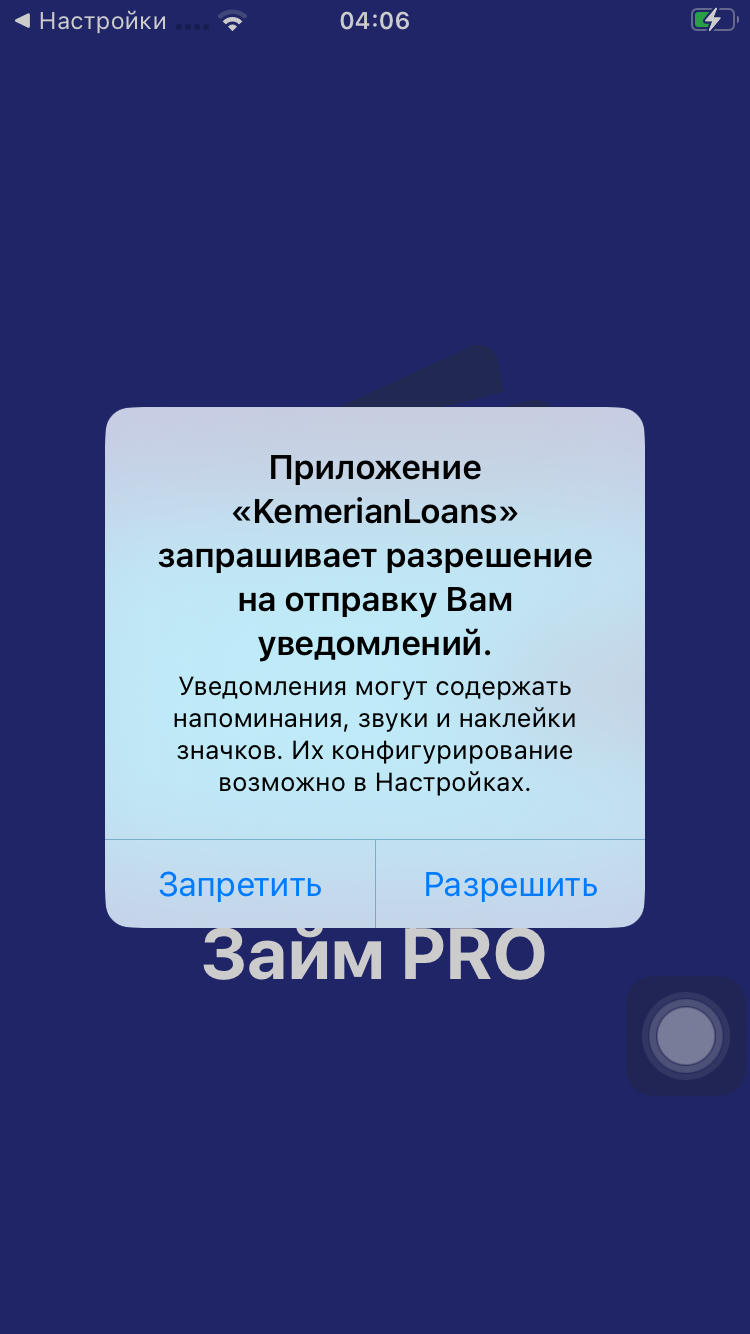 ◀ Настройки 04:06
Приложение
«KemerianLoans»
запрашивает разрешение
на отправку Вам
уведомлений.
Уведомления могут содержать
напоминания, звуки и наклейки
значков. Их конфигурирование
возможно в Настройках.
Запретить Разрешить
Займ PRO